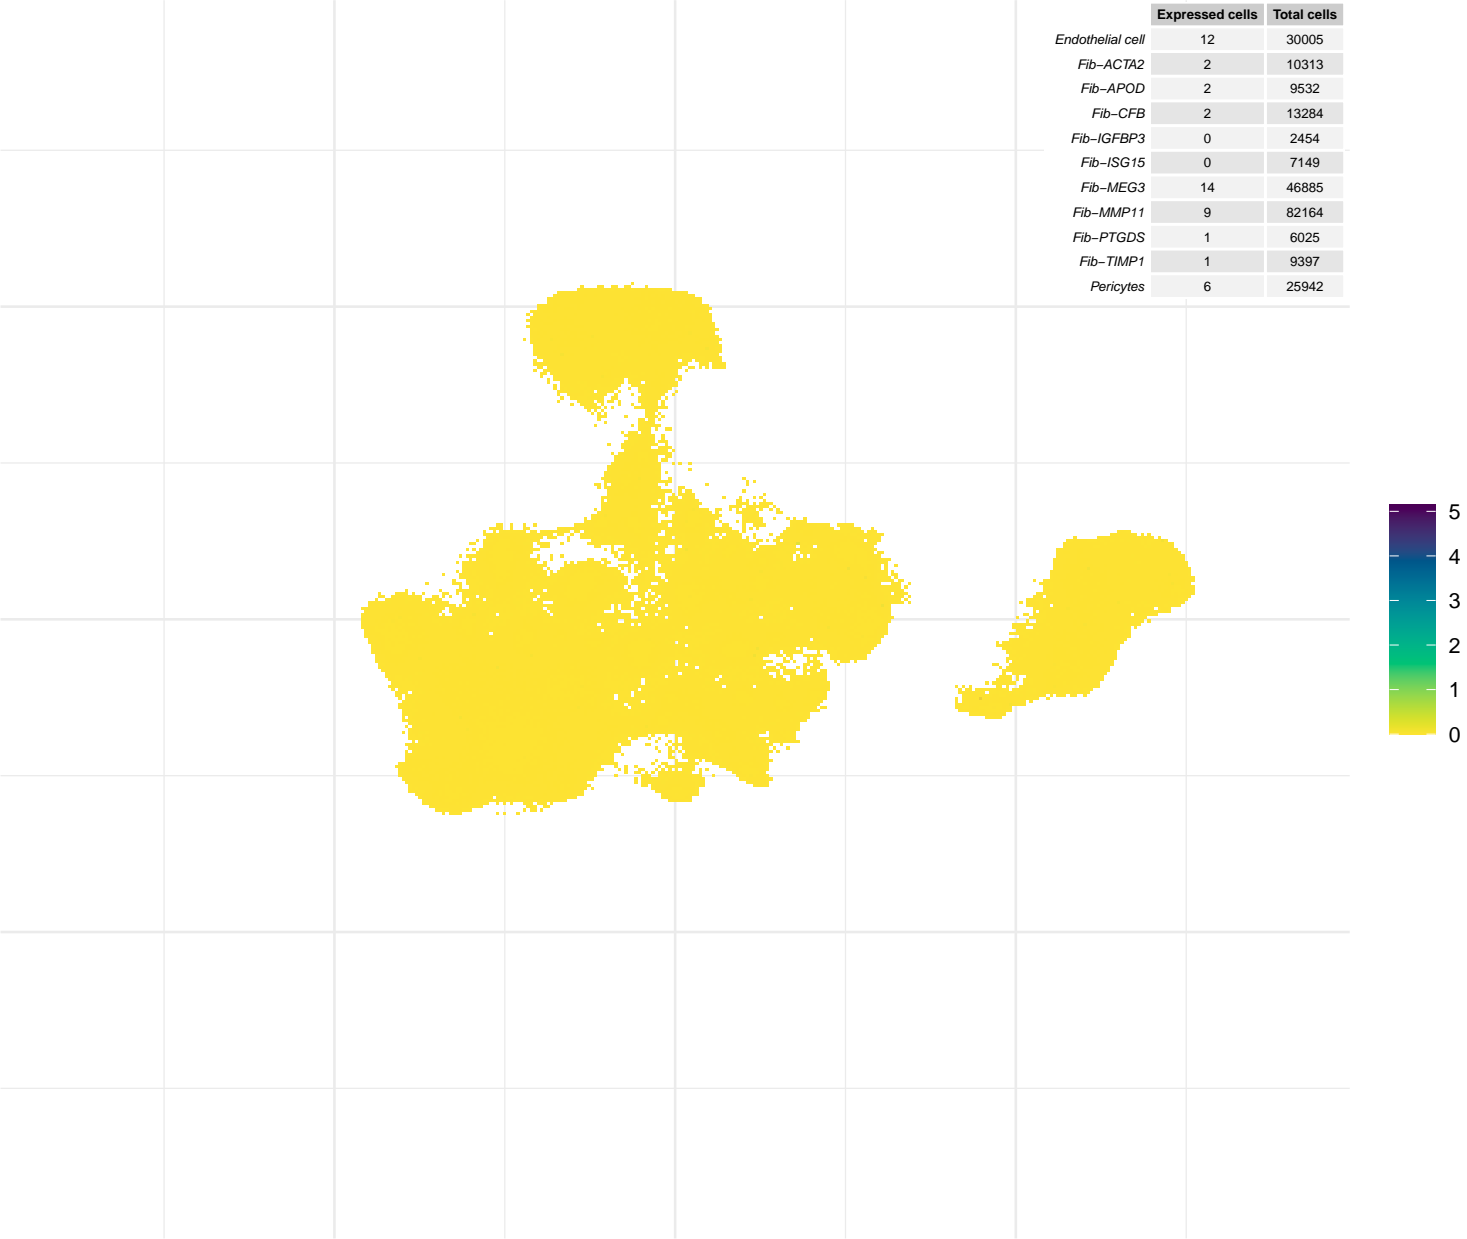 Expressed cells Total cells
Endothelial cell 12 30005
Fib−ACTA2 2 10313
Fib−APOD 2 9532
Fib−CFB 2 13284
Fib−IGFBP3 0 2454
Fib−ISG15 0 7149
Fib−MEG3 14 46885
Fib−MMP11 9 82164
Fib−PTGDS 1 6025
Fib−TIMP1 1 9397
Pericytes 6 25942
5
4
3
2
1
0